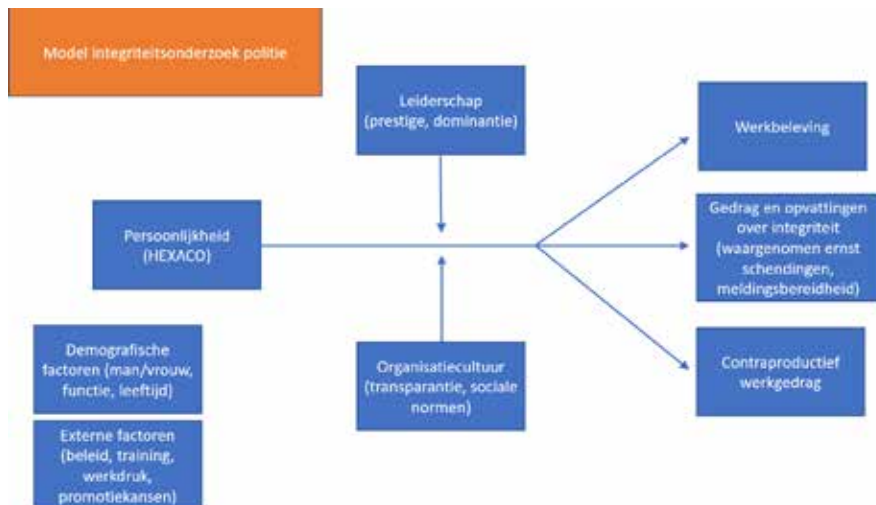 Model integriteitsonderzoek politie
Leiderschap
(prestige, dominantie)
Werkbeleving
Persoonlijkheid
(HEXACO)
Gedrag en opvattingen
over integriteit
(waargenomen ernst
schendingen,
meldingsbereidheid)
Demografische
factoren (man/vrouw,
functie, leeftijd)
Organisatiecultuur
(transparantie, sociale
normen)
Contraproductief
werkgedrag
Externe factoren
(beleid, training,
werkdruk,
promotiekansen)